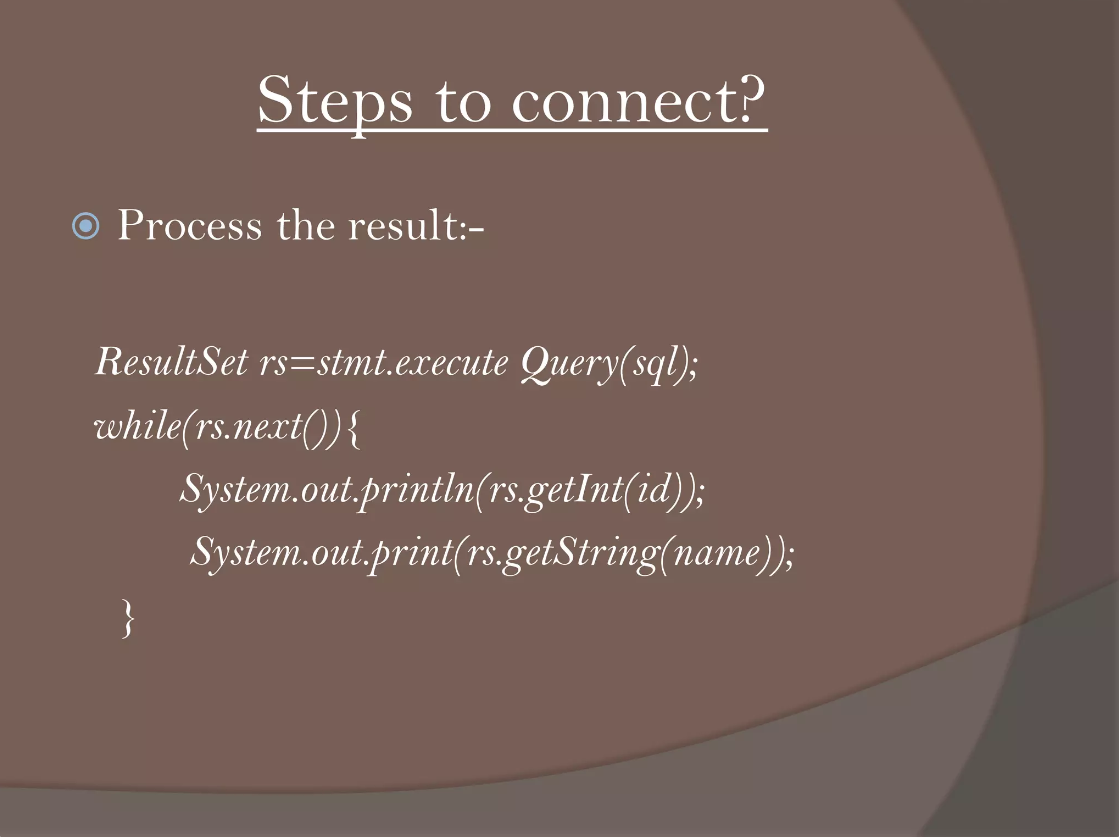 Steps to connect?
Process the result:-
ResultSet rs=stmt.execute Query(sql);
while(rs.next()){
System.out.println(rs.getInt(id));
System.out.print(rs.getString(name));
}